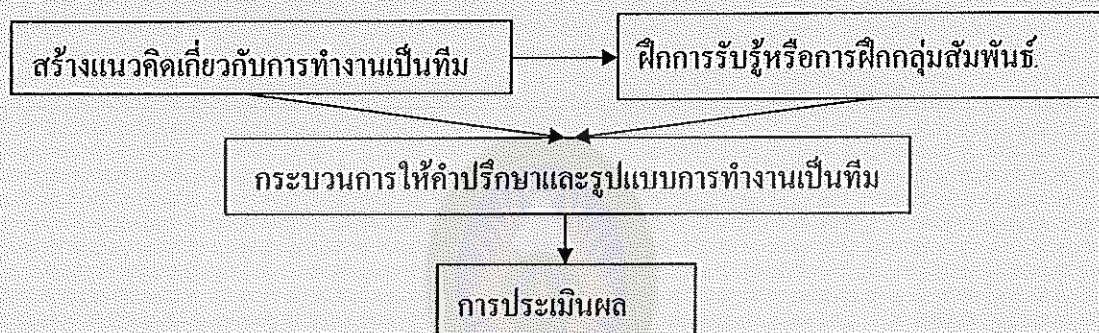 สร้างแนวคิดเกี่ยวกับการทำงานเป็นทีม
ฝึกการรับรู้หรือการฝึกกลุ่มสัมพันธ์.
กระบวนการให้คำปรึกษาและรูปแบบการทำงานเป็นทีม
การประเมินผล